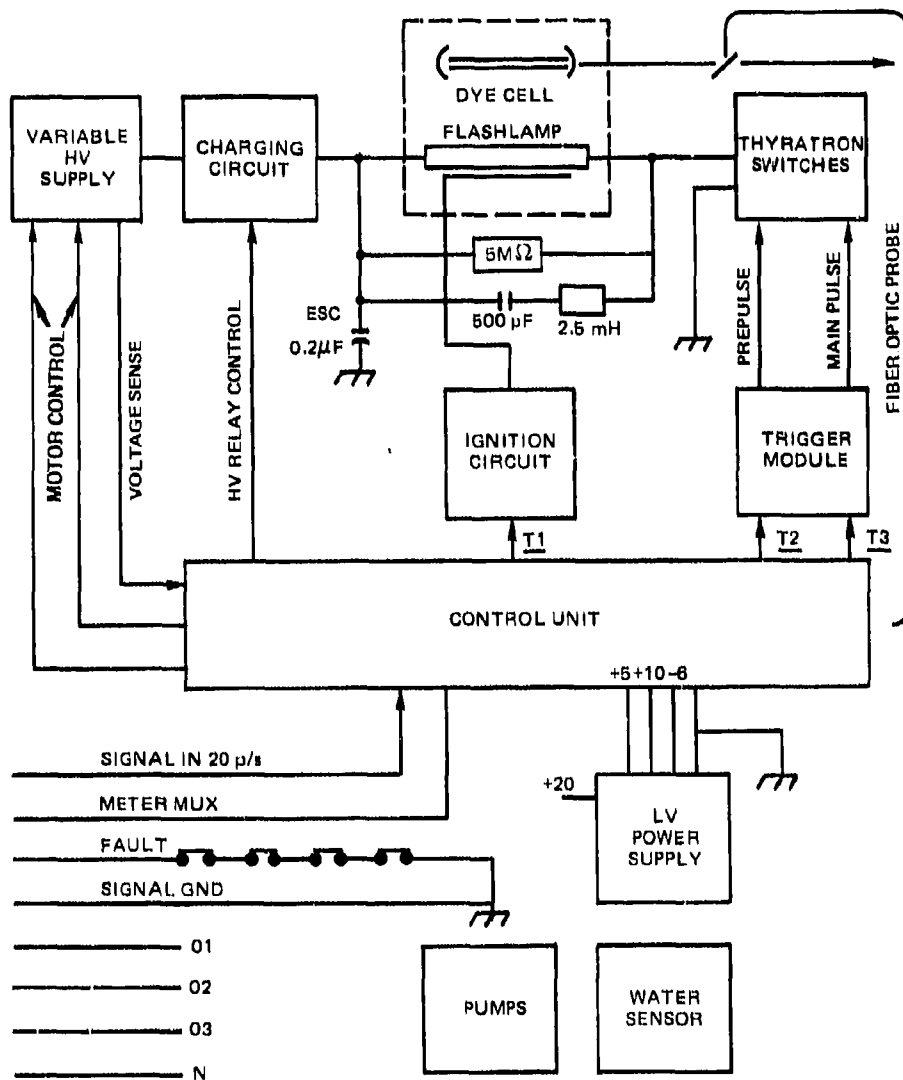 DYE CELL
FLASHLAMP
VARIABLE
HV
SUPPLY
CHARGING
CIRCUIT
THYRATRON
SWITCHES
5MΩ
500 µF
2.5 mH
ESC
0.2µF
MOTOR CONTROL
VOLTAGE SENSE
HV RELAY CONTROL
IGNITION
CIRCUIT
PREPULSE
MAIN PULSE
TRIGGER
MODULE
FIBER OPTIC PROBE
T1
T2
T3
CONTROL UNIT
+5 +10 -6
SIGNAL IN 20 p/s
METER MUX
FAULT
SIGNAL GND
+20
LV
POWER
SUPPLY
01
02
03
N
PUMPS
WATER
SENSOR